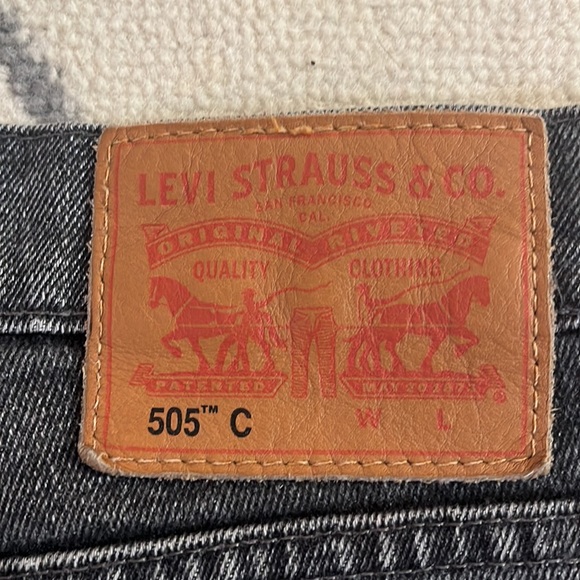 LEVI STRAUSS & CO.
SAN FRANCISCO
CAL.
ORIGINAL RIVETED
QUALITY CLOTHING
PATENTED MAY 20 1873
®
505™ C W L